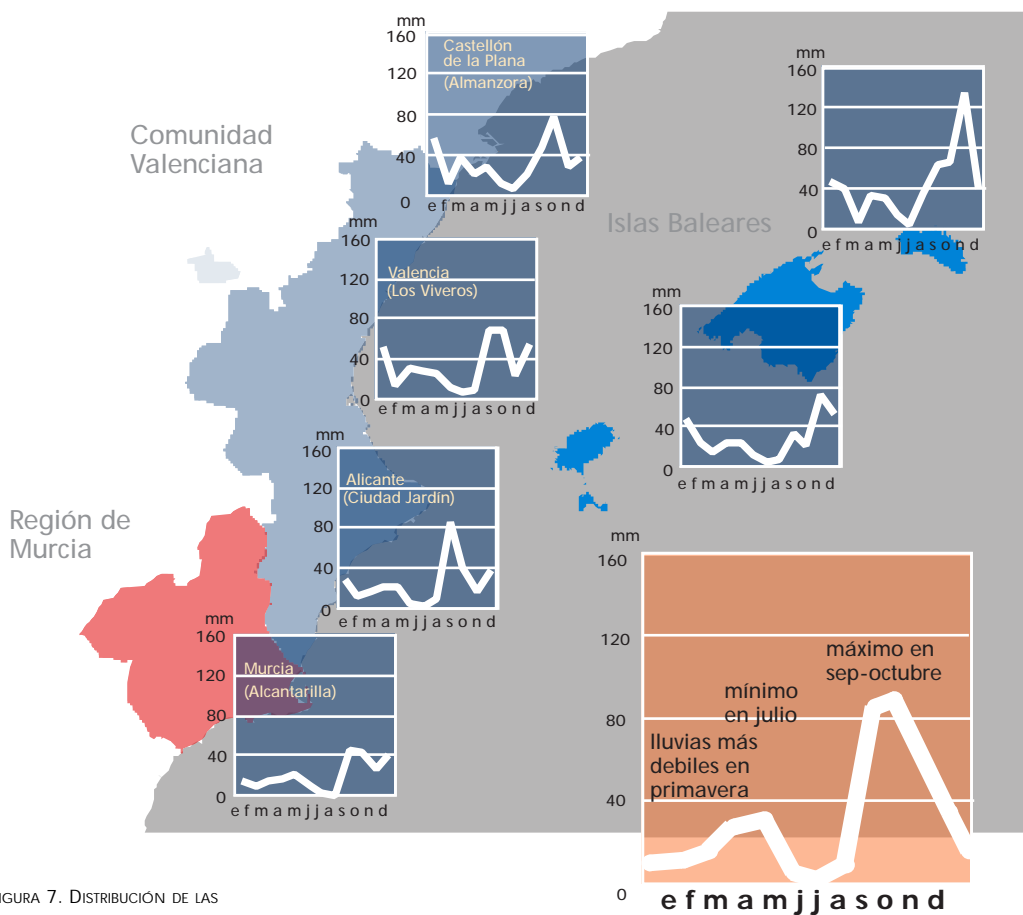 mm
160
120
80
40
0
Castellón
de la Plana
(Almanzora)
e f m a m j j a s o n d
mm
160
120
80
40
0
e f m a m j j a s o n d
Comunidad
Valenciana
Islas Baleares
mm
160
120
80
40
0
Valencia
(Los Viveros)
e f m a m j j a s o n d
mm
160
120
80
40
0
e f m a m j j a s o n d
mm
160
120
80
40
0
Alicante
(Ciudad Jardín)
e f m a m j j a s o n d
Región de
Murcia
mm
160
120
80
40
0
Murcia
(Alcantarilla)
e f m a m j j a s o n d
mm
160
120
80
40
0
máximo en
sep-octubre
mínimo
en julio
lluvias más
debiles en
primavera
e f m a m j j a s o n d
IGURA 7. DISTRIBUCIÓN DE LAS